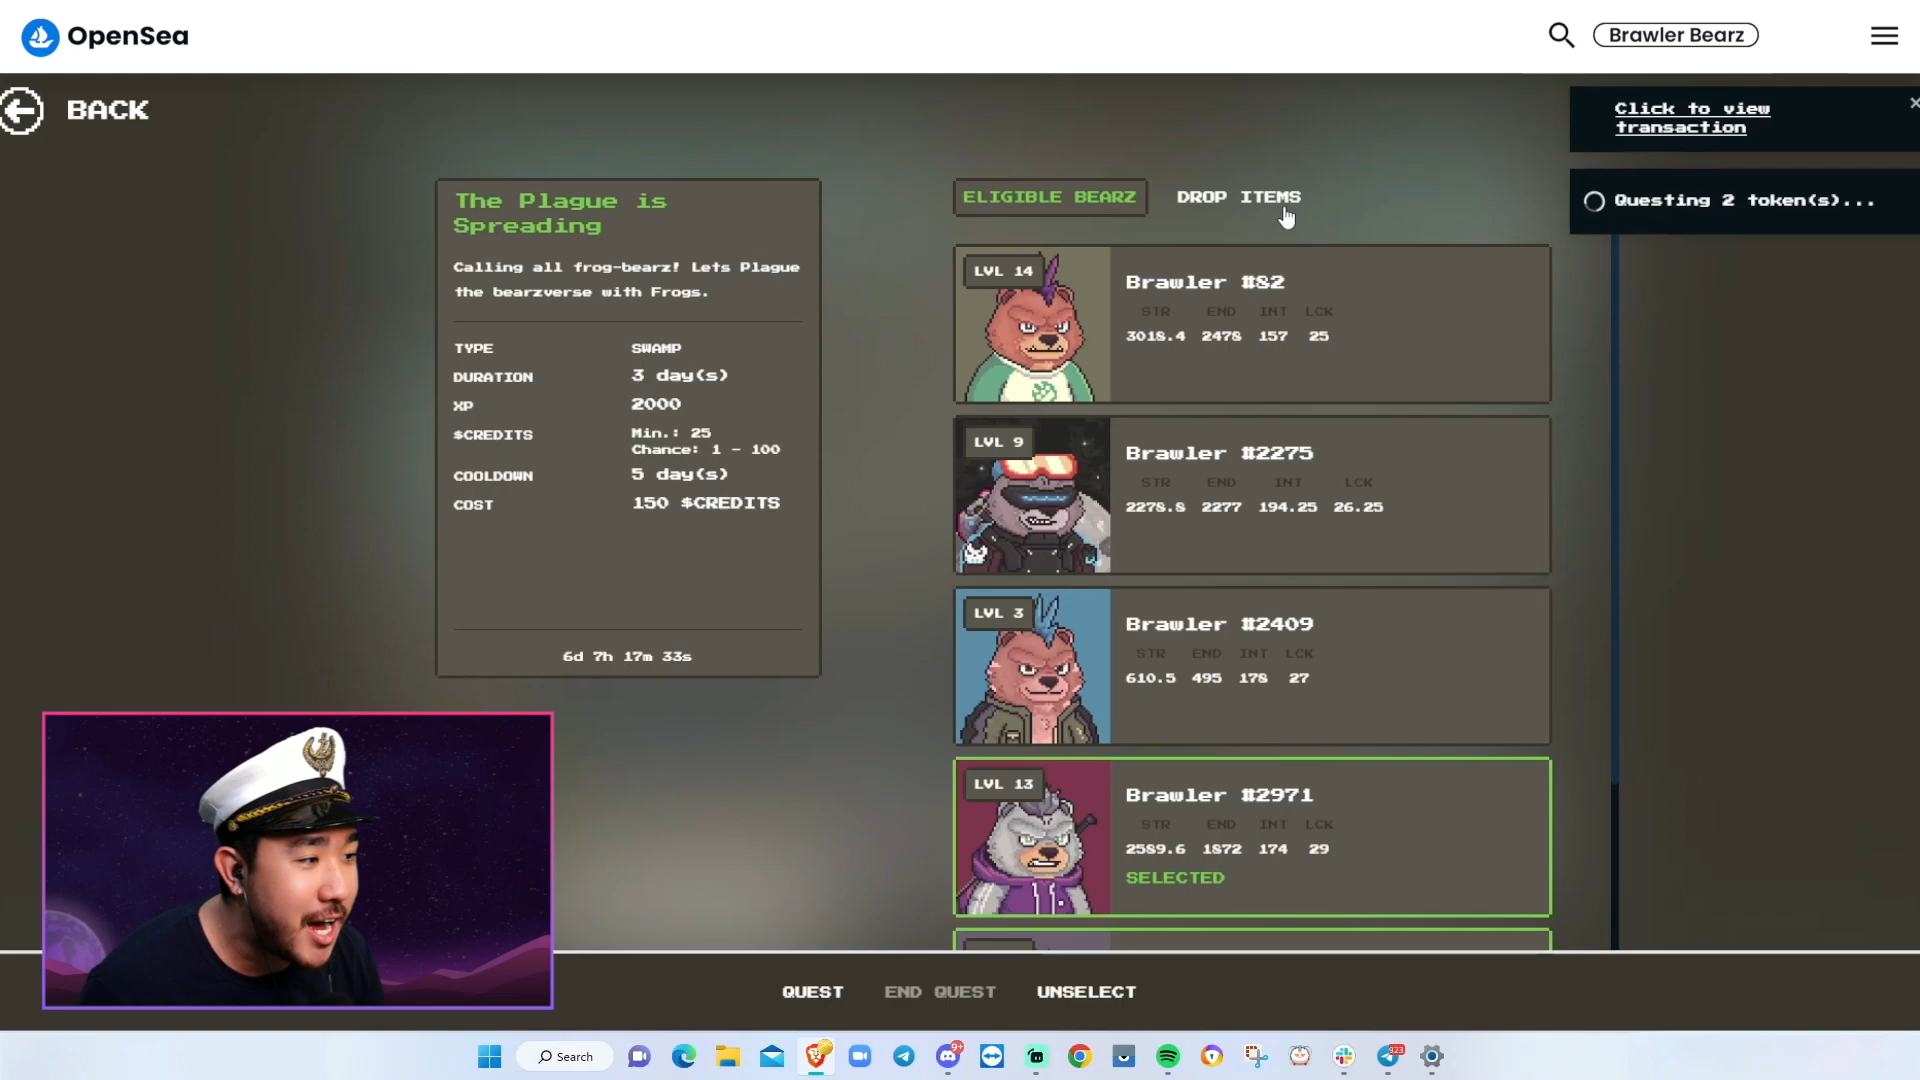 OpenSea
Brawler Bearz
BACK
Click to view
transaction
Questing 2 token(s)...
The Plague is
Spreading
Calling all frog-bearz! Lets Plague
the bearzverse with Frogs.
TYPE SWAMP
DURATION 3 day(s)
XP 2000
$CREDITS Min.: 25
Chance: 1 - 100
COOLDOWN 5 day(s)
COST 150 $CREDITS
6d 7h 17m 33s
ELIGIBLE BEARZ DROP ITEMS
LVL 14
Brawler #82
STR END INT LCK
3018.4 2478 157 25
LVL 9
Brawler #2275
STR END INT LCK
2278.8 2277 194.25 26.25
LVL 3
Brawler #2409
STR END INT LCK
610.5 495 178 27
LVL 13
Brawler #2971
STR END INT LCK
2589.6 1872 174 29
SELECTED
QUEST END QUEST UNSELECT
Search
9+
923